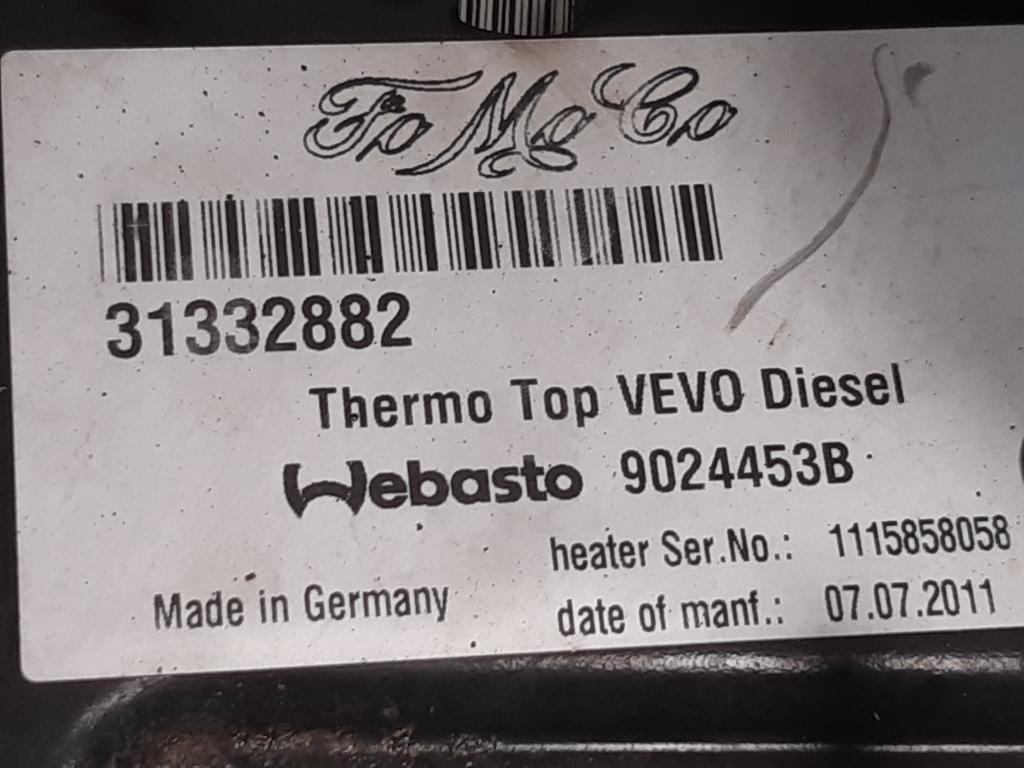 FoMoCo
31332882
Thermo Top VEVO Diesel
Webasto 9024453B
heater Ser.No.: 1115858058
Made in Germany
date of manf.: 07.07.2011